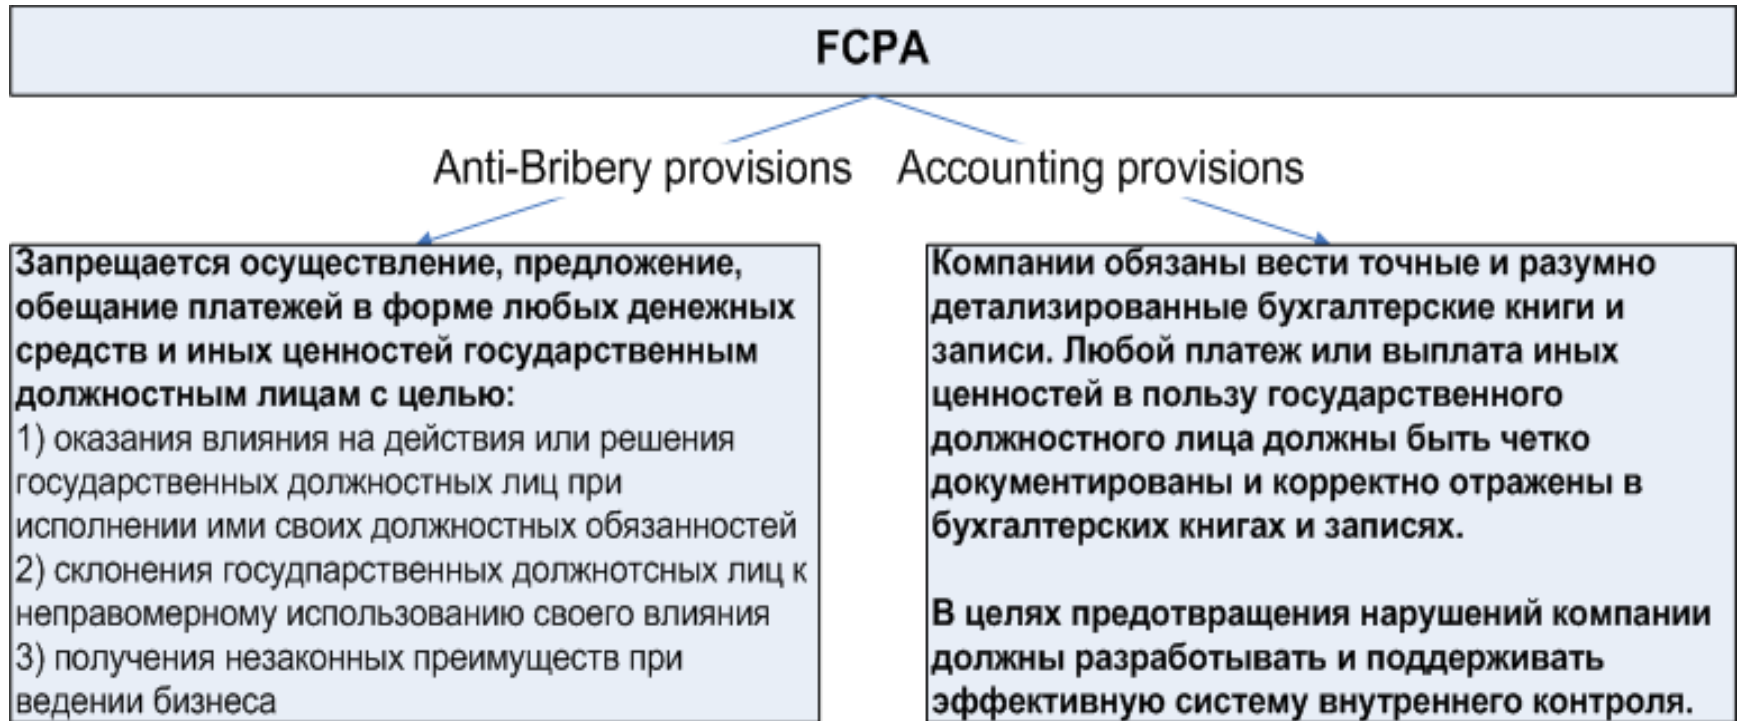 FCPA
Anti-Bribery provisions
Accounting provisions
Запрещается осуществление, предложение,
обещание платежей в форме любых денежных
средств и иных ценностей государственным
должностным лицам с целью:
1) оказания влияния на действия или решения
государственных должностных лиц при
исполнении ими своих должностных обязанностей
2) склонения госудпарственных должнотсных лиц к
неправомерному использованию своего влияния
3) получения незаконных преимуществ при
ведении бизнеса
Компании обязаны вести точные и разумно
детализированные бухгалтерские книги и
записи. Любой платеж или выплата иных
ценностей в пользу государственного
должностного лица должны быть четко
документированы и корректно отражены в
бухгалтерских книгах и записях.
В целях предотвращения нарушений компании
должны разработывать и поддерживать
эффективную систему внутреннего контроля.